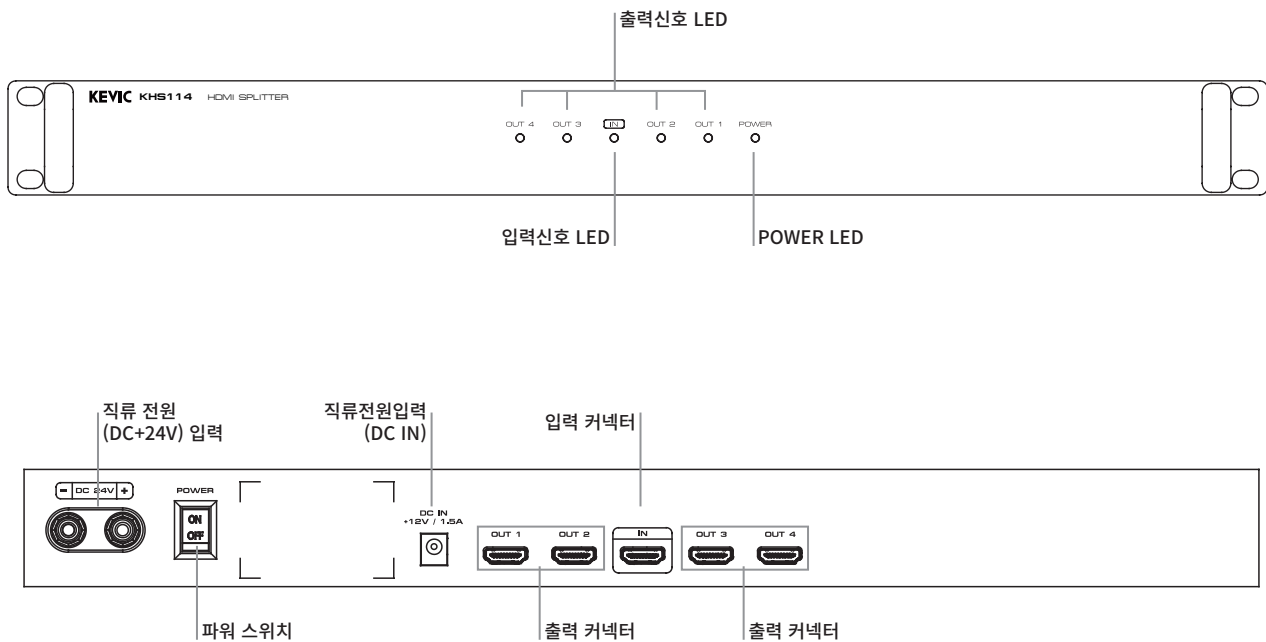 출력신호 LED
KEVIC KHS114 HDMI SPLITTER
OUT 4 OUT 3 IN OUT 2 OUT 1 POWER
입력신호 LED
POWER LED
직류 전원
(DC+24V) 입력
직류전원입력
(DC IN)
입력 커넥터
- DC 24V +
POWER
ON
OFF
DC IN
+12V / 1.5A
OUT 1 OUT 2 IN OUT 3 OUT 4
파워 스위치
출력 커넥터
출력 커넥터